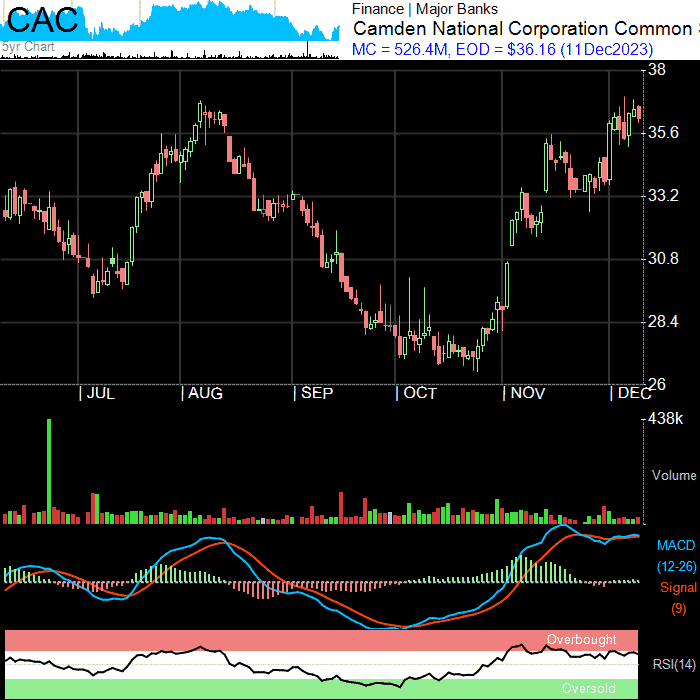 CAC
5yr Chart
Finance | Major Banks
Camden National Corporation Common
MC = 526.4M, EOD = $36.16 (11Dec2023)
38
35.6
33.2
30.8
28.4
26
| JUL | AUG | SEP | OCT | NOV | DEC
438k
Volume
MACD
(12-26)
Signal
(9)
Overbought
RSI(14)
Oversold